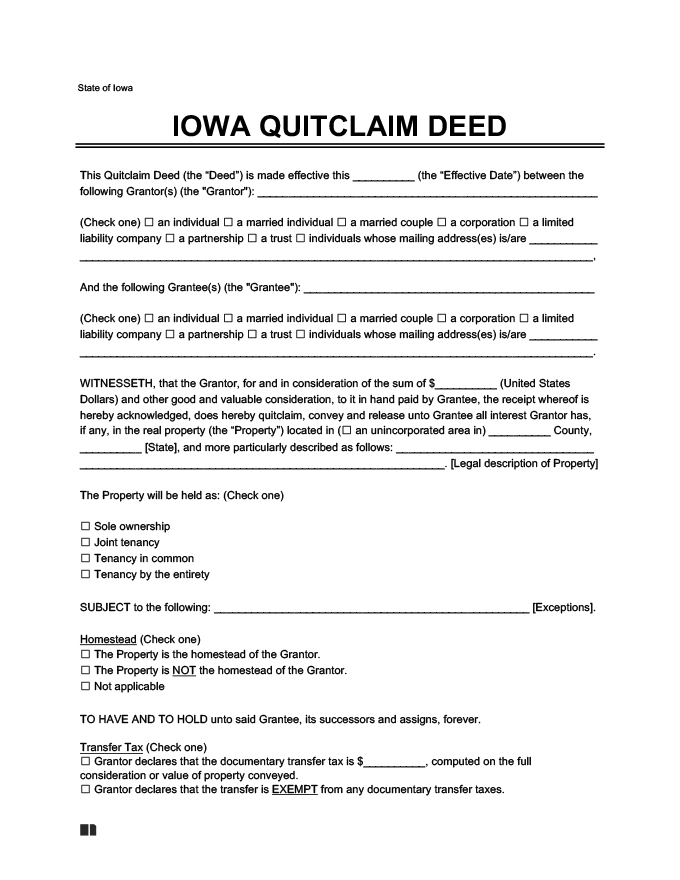 State of Iowa
IOWA QUITCLAIM DEED
This Quitclaim Deed (the “Deed”) is made effective this __________ (the “Effective Date”) between the
following Grantor(s) (the "Grantor"): _______________________________________________________
(Check one) ☐ an individual ☐ a married individual ☐ a married couple ☐ a corporation ☐ a limited
liability company ☐ a partnership ☐ a trust ☐ individuals whose mailing address(es) is/are ___________
___________________________________________________________________________________,
And the following Grantee(s) (the "Grantee"): _______________________________________________
(Check one) ☐ an individual ☐ a married individual ☐ a married couple ☐ a corporation ☐ a limited
liability company ☐ a partnership ☐ a trust ☐ individuals whose mailing address(es) is/are ___________
___________________________________________________________________________________.
WITNESSETH, that the Grantor, for and in consideration of the sum of $__________ (United States
Dollars) and other good and valuable consideration, to it in hand paid by Grantee, the receipt whereof is
hereby acknowledged, does hereby quitclaim, convey and release unto Grantee all interest Grantor has,
if any, in the real property (the “Property”) located in (☐ an unincorporated area in) __________ County,
__________ [State], and more particularly described as follows: ________________________________
___________________________________________________________. [Legal description of Property]
The Property will be held as: (Check one)
☐ Sole ownership
☐ Joint tenancy
☐ Tenancy in common
☐ Tenancy by the entirety
SUBJECT to the following: ___________________________________________________ [Exceptions].
Homestead (Check one)
☐ The Property is the homestead of the Grantor.
☐ The Property is NOT the homestead of the Grantor.
☐ Not applicable
TO HAVE AND TO HOLD unto said Grantee, its successors and assigns, forever.
Transfer Tax (Check one)
☐ Grantor declares that the documentary transfer tax is $__________, computed on the full
consideration or value of property conveyed.
☐ Grantor declares that the transfer is EXEMPT from any documentary transfer taxes.